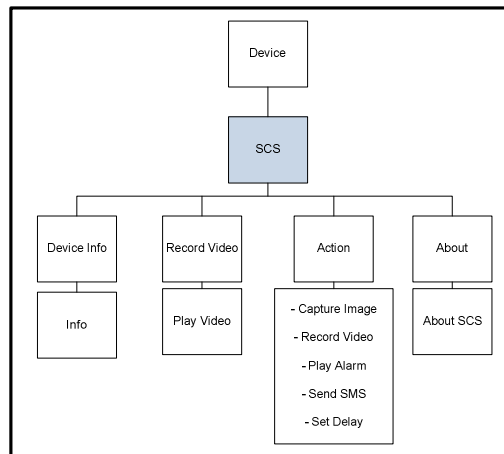 Device
SCS
Device Info
Record Video
Action
About
Info
Play Video
- Capture Image
- Record Video
- Play Alarm
- Send SMS
- Set Delay
About SCS